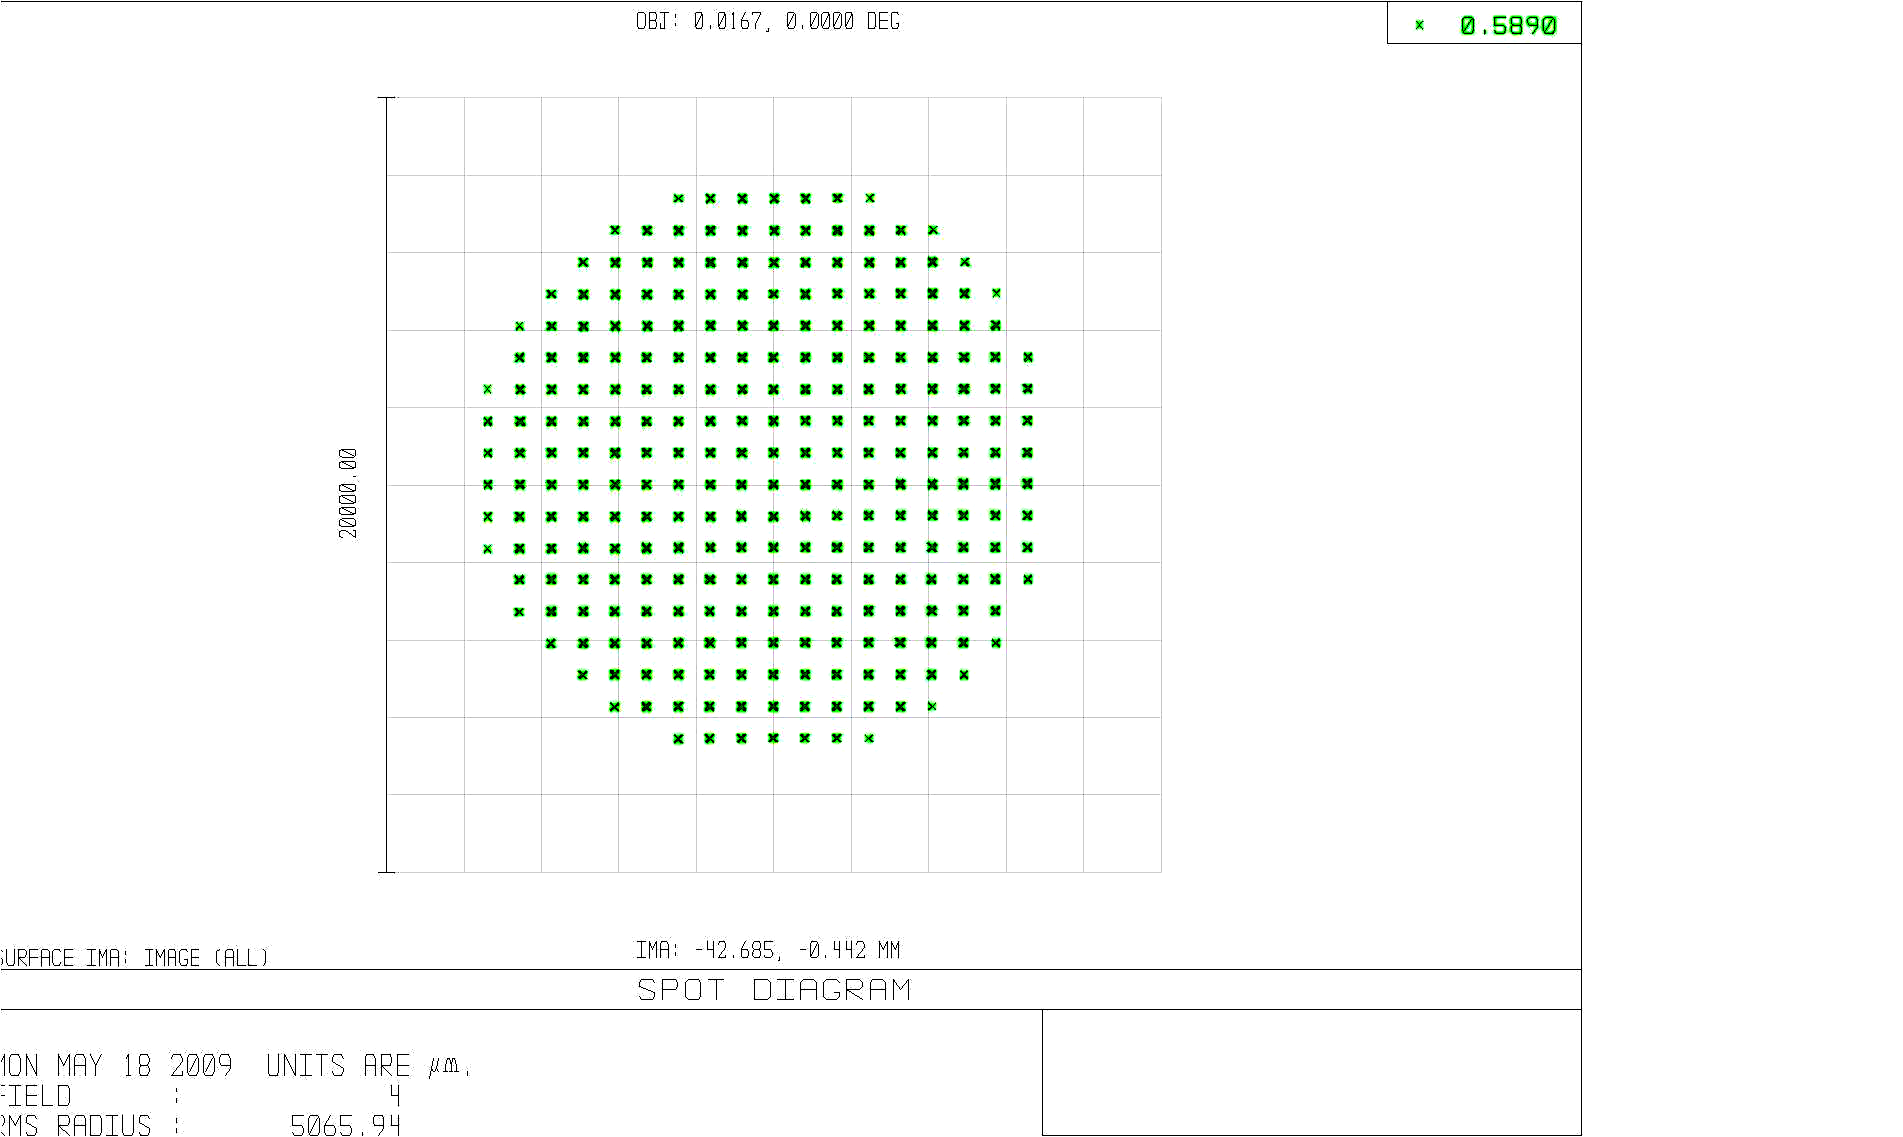 OBJ: 0.0167, 0.0000 DEG
× 0.5890
20000.00
IMA: -42.685, -0.442 MM
SURFACE IMA: IMAGE (ALL)
SPOT DIAGRAM
MON MAY 18 2009 UNITS ARE µm.
FIELD : 4
RMS RADIUS : 5065.94